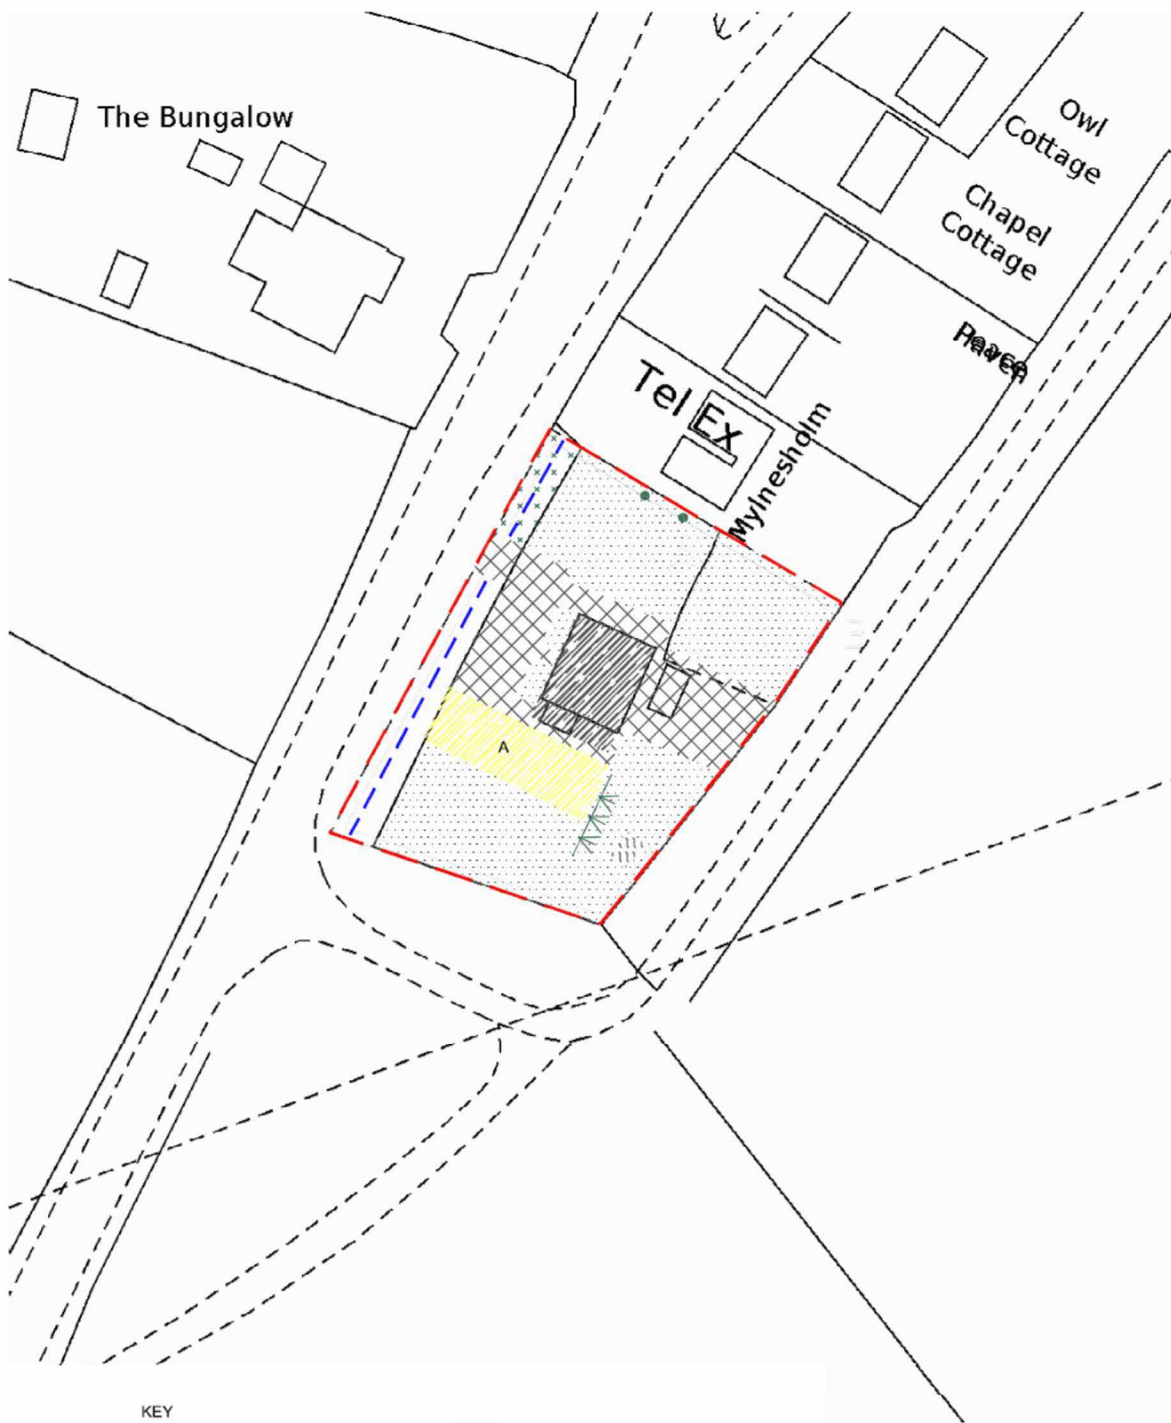 The Bungalow
Owl
Cottage
Chapel
Cottage
Tel Ex
Mylnesholm
A
KEY